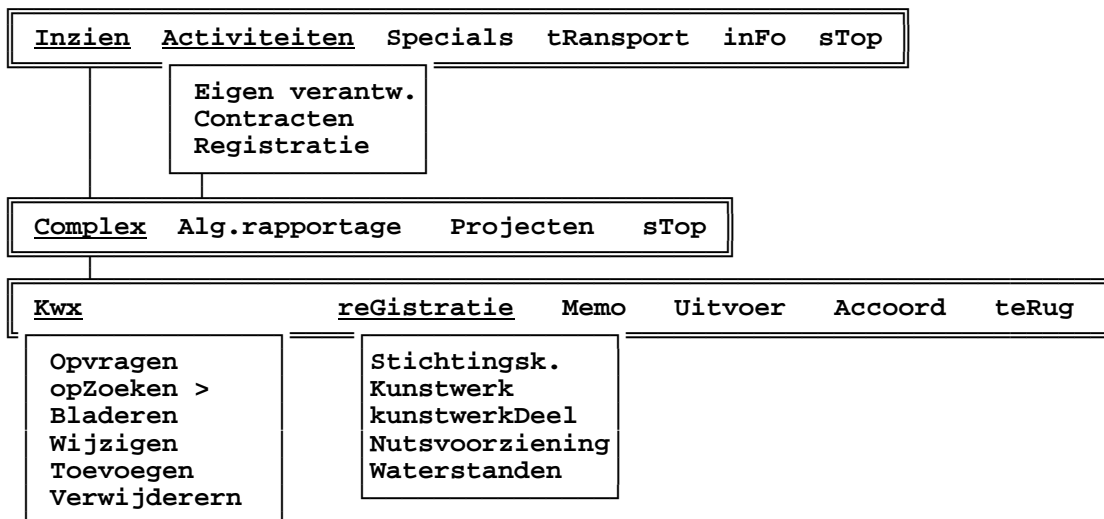 Inzien Activiteiten Specials tRansport inFo sTop
Eigen verantw.
Contracten
Registratie
Complex Alg.rapportage Projecten sTop
Kwx reGistratie Memo Uitvoer Accoord teRug
Opvragen
opZoeken >
Bladeren
Wijzigen
Toevoegen
Verwijderern
Stichtingsk.
Kunstwerk
kunstwerkDeel
Nutsvoorziening
Waterstanden